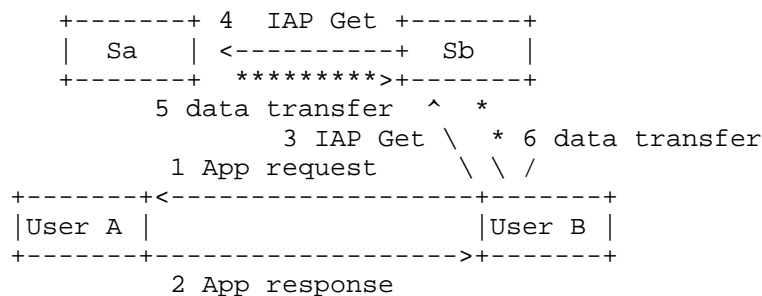 4 IAP Get
Sa Sb
5 data transfer
3 IAP Get 6 data transfer
1 App request
User A User B
2 App response